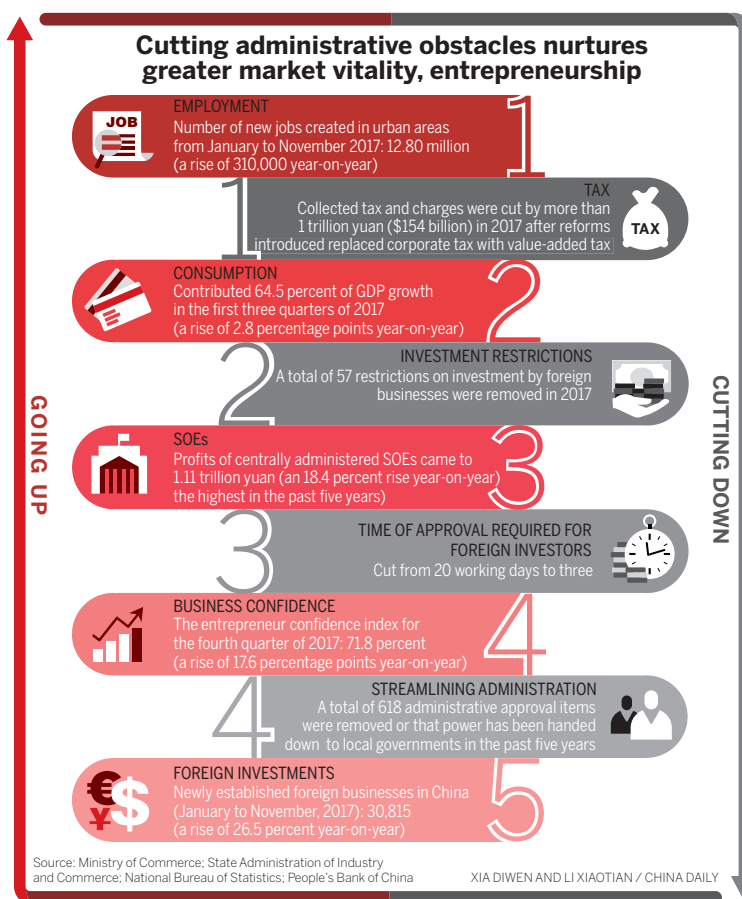 Cutting administrative obstacles nurtures
greater market vitality, entrepreneurship
GOING UP
CUTTING DOWN
JOB
EMPLOYMENT
Number of new jobs created in urban areas
from January to November 2017: 12.80 million
(a rise of 310,000 year-on-year)
1
1
TAX
Collected tax and charges were cut by more than
1 trillion yuan ($154 billion) in 2017 after reforms
introduced replaced corporate tax with value-added tax
TAX
CONSUMPTION
Contributed 64.5 percent of GDP growth
in the first three quarters of 2017
(a rise of 2.8 percentage points year-on-year)
2
2
INVESTMENT RESTRICTIONS
A total of 57 restrictions on investment by foreign
businesses were removed in 2017
SOEs
Profits of centrally administered SOEs came to
1.11 trillion yuan (an 18.4 percent rise year-on-year)
the highest in the past five years)
3
3
TIME OF APPROVAL REQUIRED FOR
FOREIGN INVESTORS
Cut from 20 working days to three
BUSINESS CONFIDENCE
The entrepreneur confidence index for
the fourth quarter of 2017: 71.8 percent
(a rise of 17.6 percentage points year-on-year)
4
4
STREAMLINING ADMINISTRATION
A total of 618 administrative approval items
were removed or that power has been handed
down to local governments in the past five years
€ $ ¥
FOREIGN INVESTMENTS
Newly established foreign businesses in China
(January to November, 2017): 30,815
(a rise of 26.5 percent year-on-year)
5
Source: Ministry of Commerce; State Administration of Industry
and Commerce; National Bureau of Statistics; People's Bank of China
XIA DIWEN AND LI XIAOTIAN / CHINA DAILY